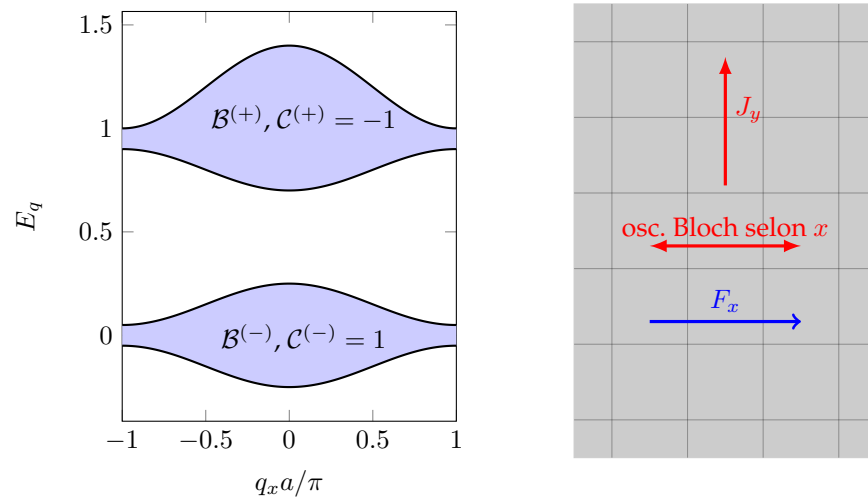 1.5
1
0.5
0
E_q
𝓑^{(+)}, 𝓒^{(+)} = −1
𝓑^{(−)}, 𝓒^{(−)} = 1
−1 −0.5 0 0.5 1
q_x a/π
J_y
osc. Bloch selon x
F_x